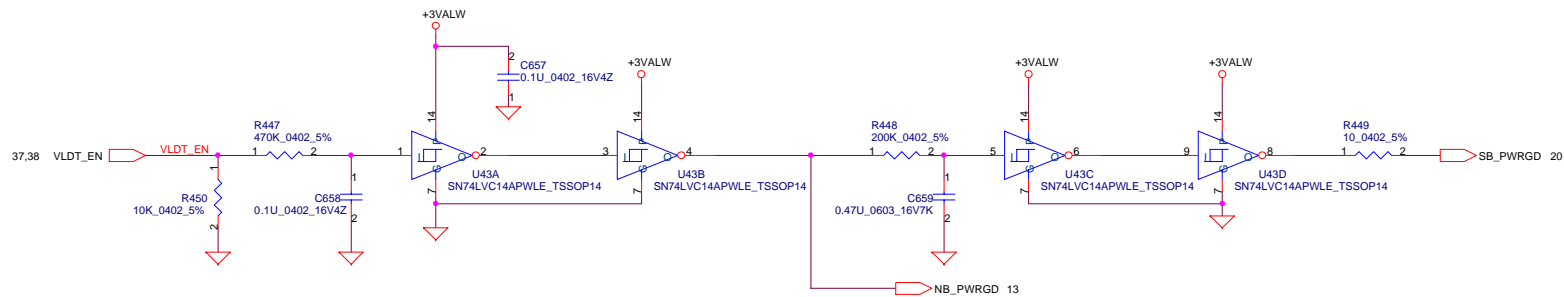 +3VALW
2
C657
0.1U_0402_16V4Z
1
+3VALW
+3VALW
+3VALW
14
14
14
14
R447
470K_0402_5%
R448
200K_0402_5%
R449
10_0402_5%
37,38 VLDT_EN
VLDT_EN
1 2
1
P
I
O
G
2
3
P
I
O
G
4
1 2
5
P
I
O
G
6
9
P
I
O
G
8
1 2
SB_PWRGD 20
1
R450
10K_0402_5%
2
1
C658
0.1U_0402_16V4Z
2
7
U43A
SN74LVC14APWLE_TSSOP14
7
U43B
SN74LVC14APWLE_TSSOP14
1
C659
0.47U_0603_16V7K
2
7
U43C
SN74LVC14APWLE_TSSOP14
7
U43D
SN74LVC14APWLE_TSSOP14
NB_PWRGD 13